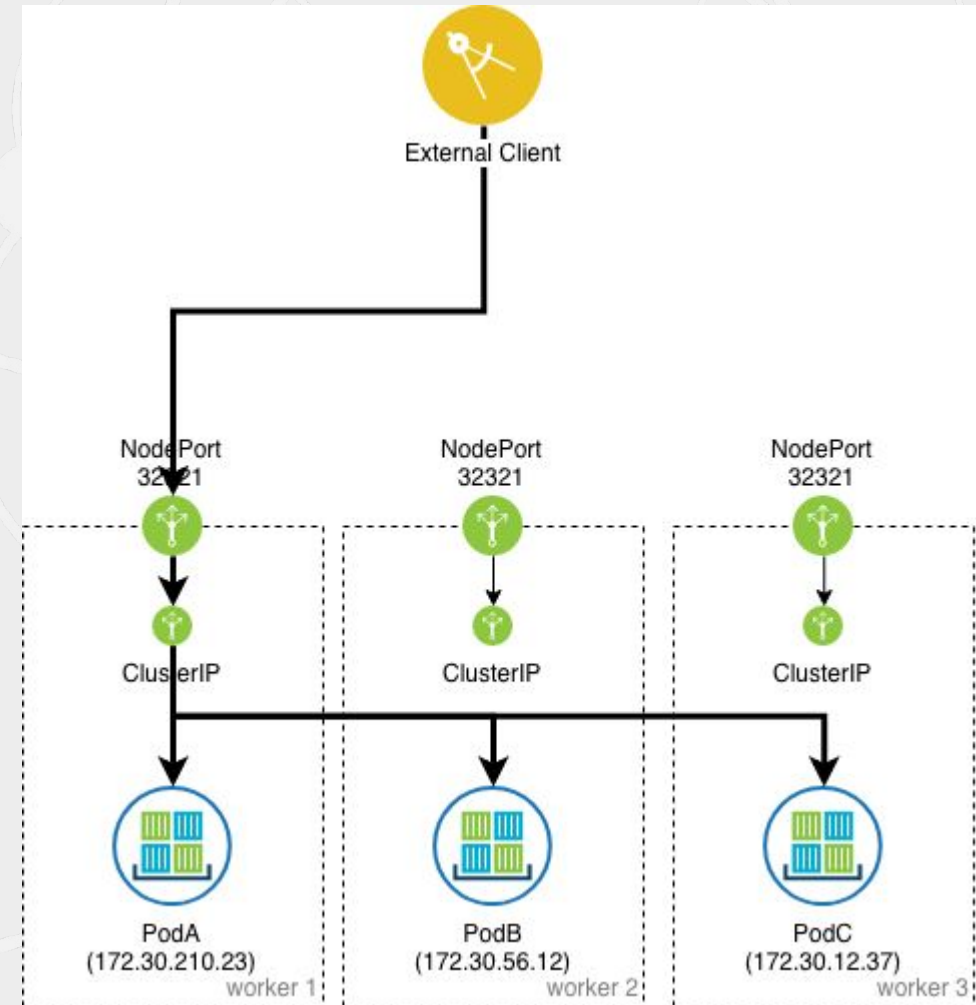 External Client
NodePort
32321
NodePort
32321
NodePort
32321
ClusterIP
ClusterIP
ClusterIP
PodA
(172.30.210.23)
worker 1
PodB
(172.30.56.12)
worker 2
PodC
(172.30.12.37)
worker 3